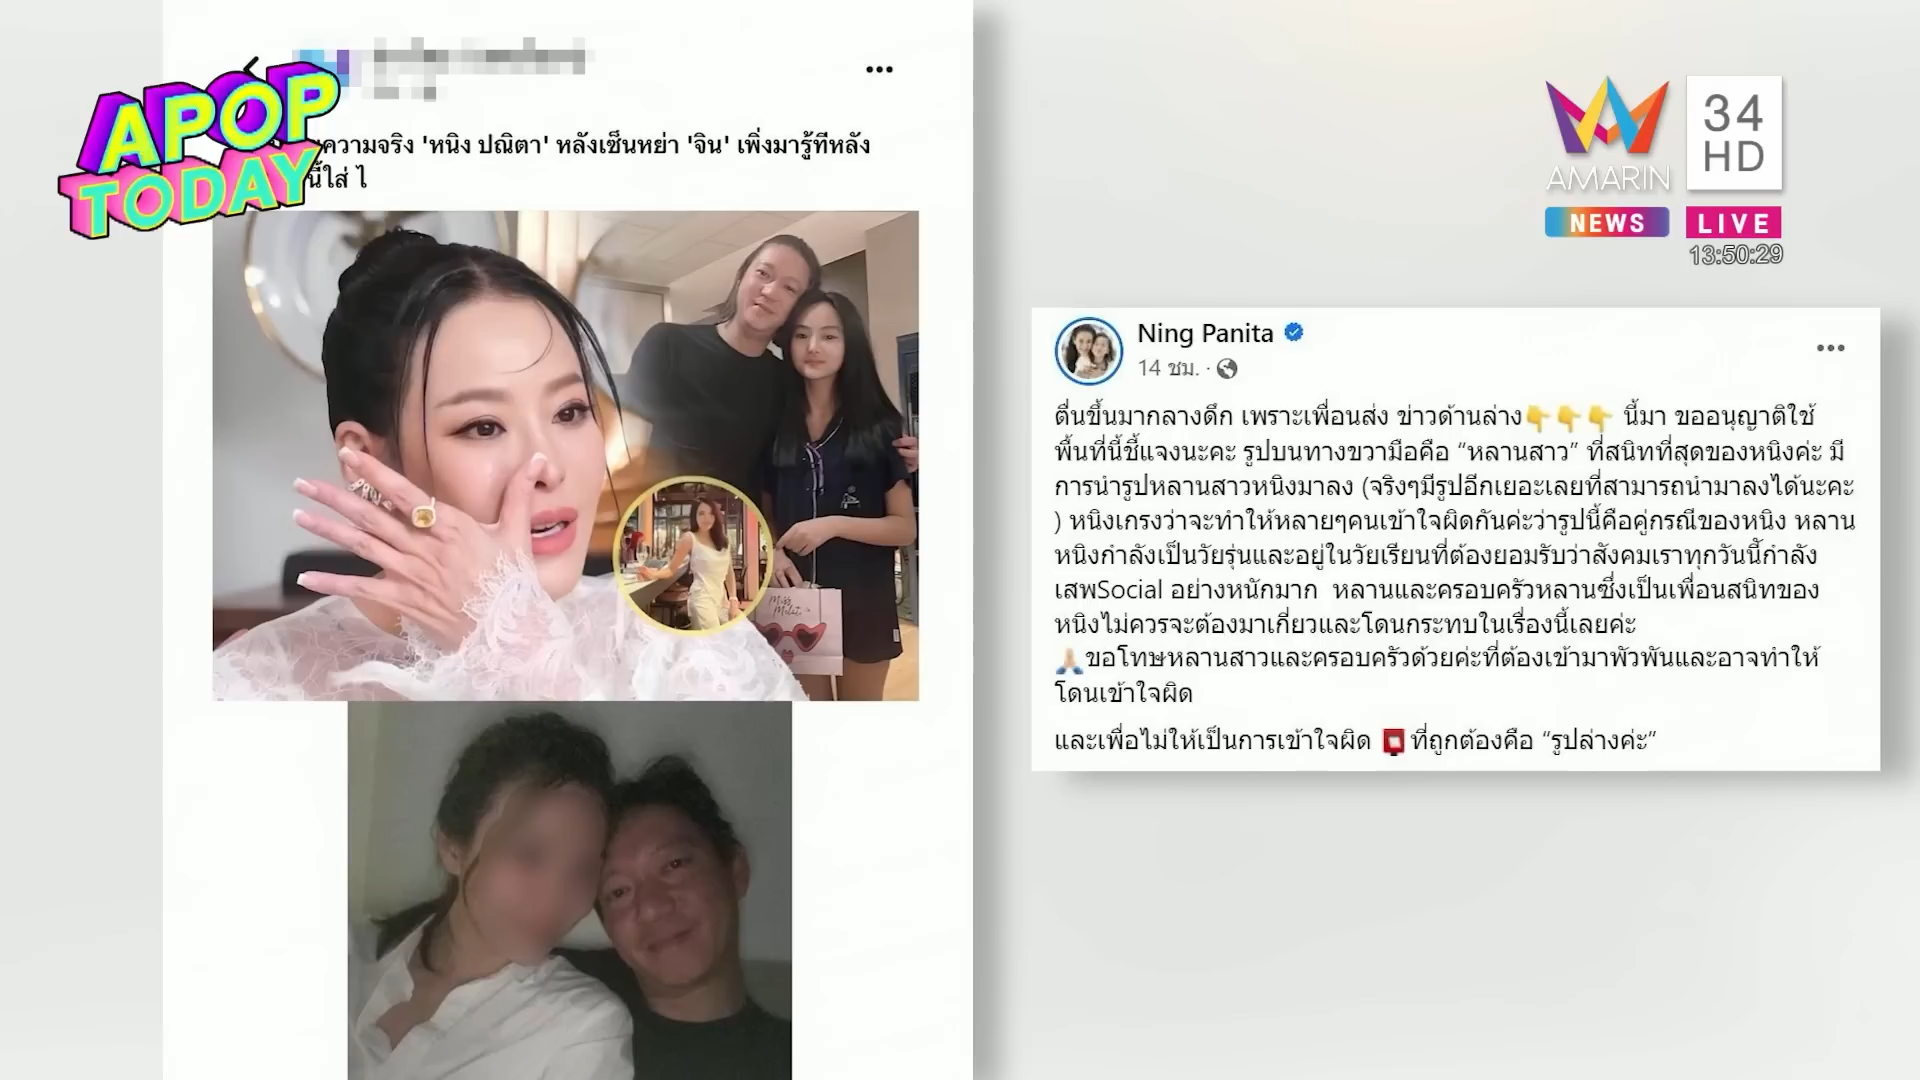 APOP
TODAY
ความจริง 'หนิง ปณิตา' หลังเซ็นหย่า 'จิน' เพิ่งมารู้ทีหลัง
นี้ใส่ ไ
Miss
AMARIN
34
HD
NEWS
LIVE
13:50:29
Ning Panita
14 ชม.
ตื่นขึ้นมากลางดึก เพราะเพื่อนส่ง ข่าวด้านล่าง👇👇👇 นี้มา ขออนุญาติใช้
พื้นที่นี้ชี้แจงนะคะ รูปบนทางขวามือคือ “หลานสาว” ที่สนิทที่สุดของหนิงค่ะ มี
การนำรูปหลานสาวหนิงมาลง (จริงๆมีรูปอีกเยอะเลยที่สามารถนำมาลงได้นะคะ
) หนิงเกรงว่าจะทำให้หลายๆคนเข้าใจผิดกันค่ะว่ารูปนี้คือคู่กรณีของหนิง หลาน
หนิงกำลังเป็นวัยรุ่นและอยู่ในวัยเรียนที่ต้องยอมรับว่าสังคมเราทุกวันนี้กำลัง
เสพSocial อย่างหนักมาก หลานและครอบครัวหลานซึ่งเป็นเพื่อนสนิทของ
หนิงไม่ควรจะต้องมาเกี่ยวและโดนกระทบในเรื่องนี้เลยค่ะ
🙏🏻ขอโทษหลานสาวและครอบครัวด้วยค่ะที่ต้องเข้ามาพัวพันและอาจทำให้
โดนเข้าใจผิด
และเพื่อไม่ให้เป็นการเข้าใจผิด 📮 ที่ถูกต้องคือ “รูปล่างค่ะ”